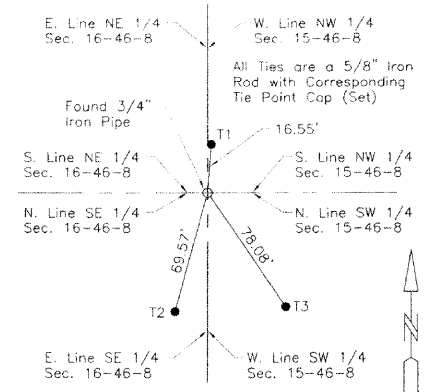 E. Line NE 1/4
Sec. 16-46-8
W. Line NW 1/4
Sec. 15-46-8
All Ties are a 5/8" Iron
Rod with Corresponding
Tie Point Cap (Set)
Found 3/4"
Iron Pipe
T1
16.55'
S. Line NE 1/4
Sec. 16-46-8
S. Line NW 1/4
Sec. 15-46-8
N. Line SE 1/4
Sec. 16-46-8
N. Line SW 1/4
Sec. 15-46-8
69.57'
78.08'
T2
T3
E. Line SE 1/4
Sec. 16-46-8
W. Line SW 1/4
Sec. 15-46-8
N